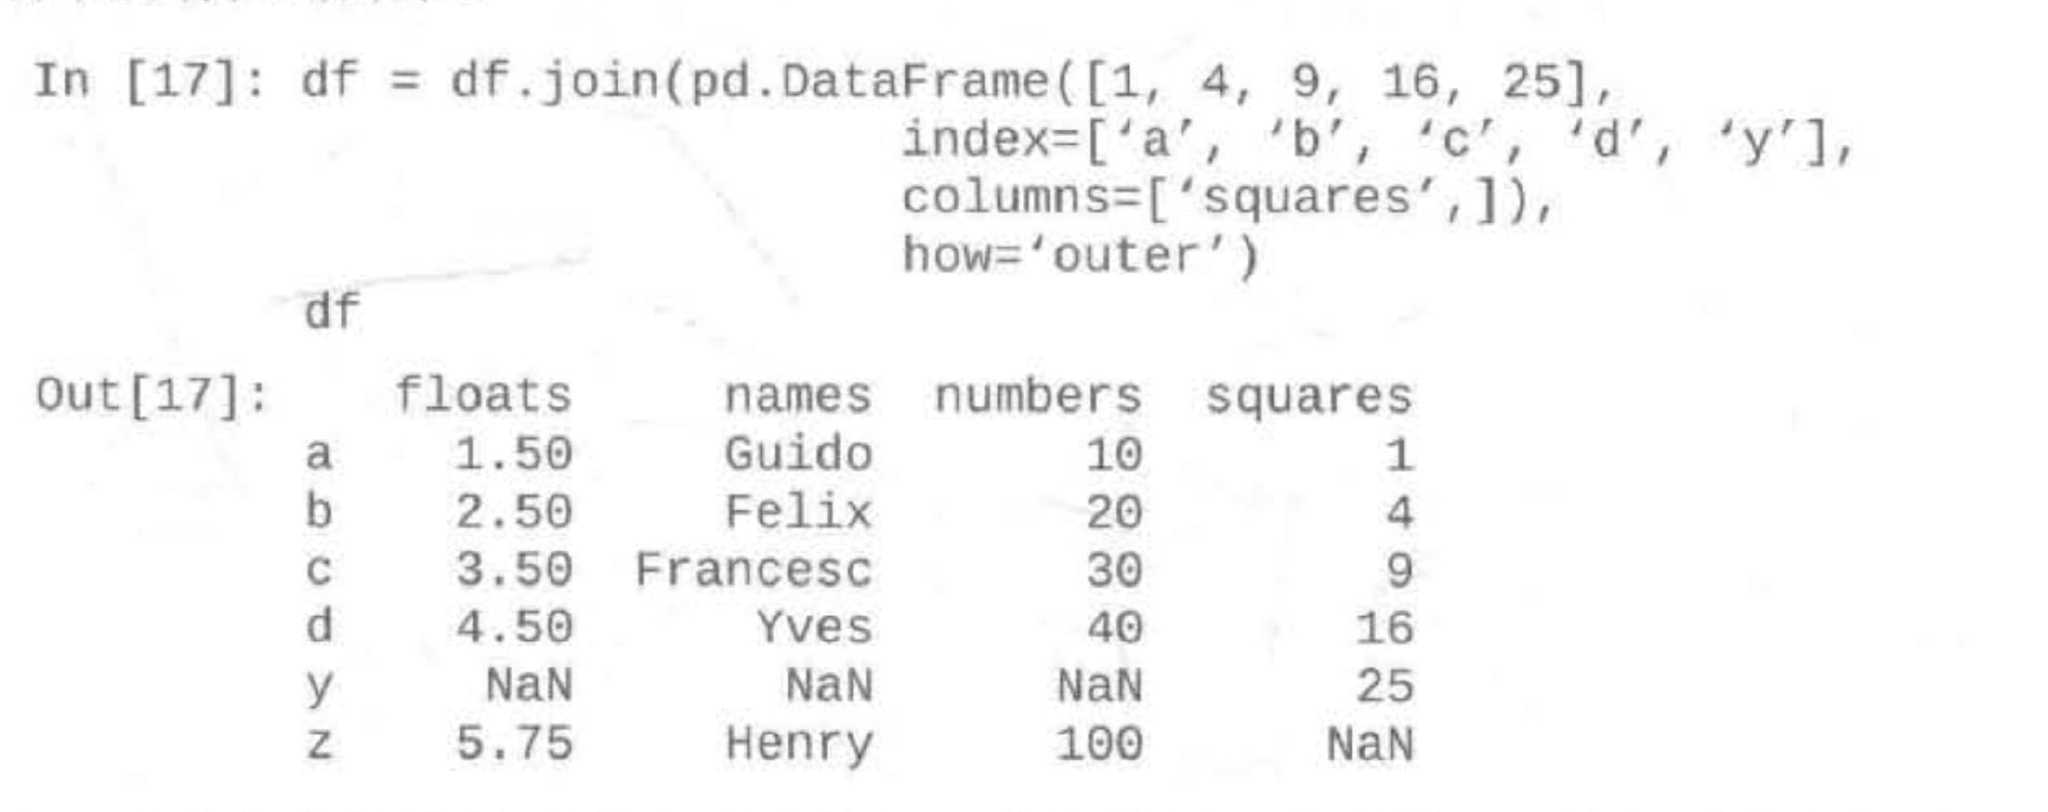 In [17]: df = df.join(pd.DataFrame([1, 4, 9, 16, 25],
index=[‘a’, ‘b’, ‘c’, ‘d’, ‘y’],
columns=[‘squares’,]),
how=‘outer’)
df
Out[17]: floats names numbers squares
a 1.50 Guido 10 1
b 2.50 Felix 20 4
c 3.50 Francesc 30 9
d 4.50 Yves 40 16
y NaN NaN NaN 25
z 5.75 Henry 100 NaN